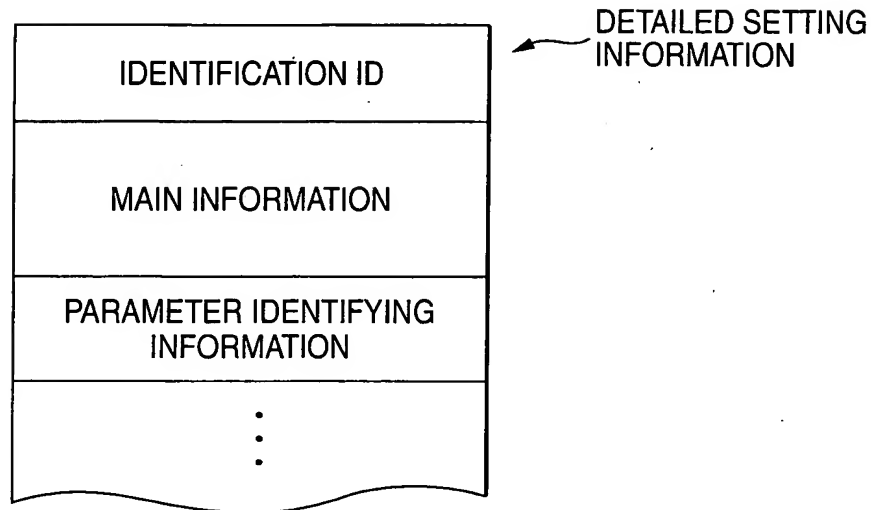 DETAILED SETTING
INFORMATION
IDENTIFICATION ID
MAIN INFORMATION
PARAMETER IDENTIFYING
INFORMATION